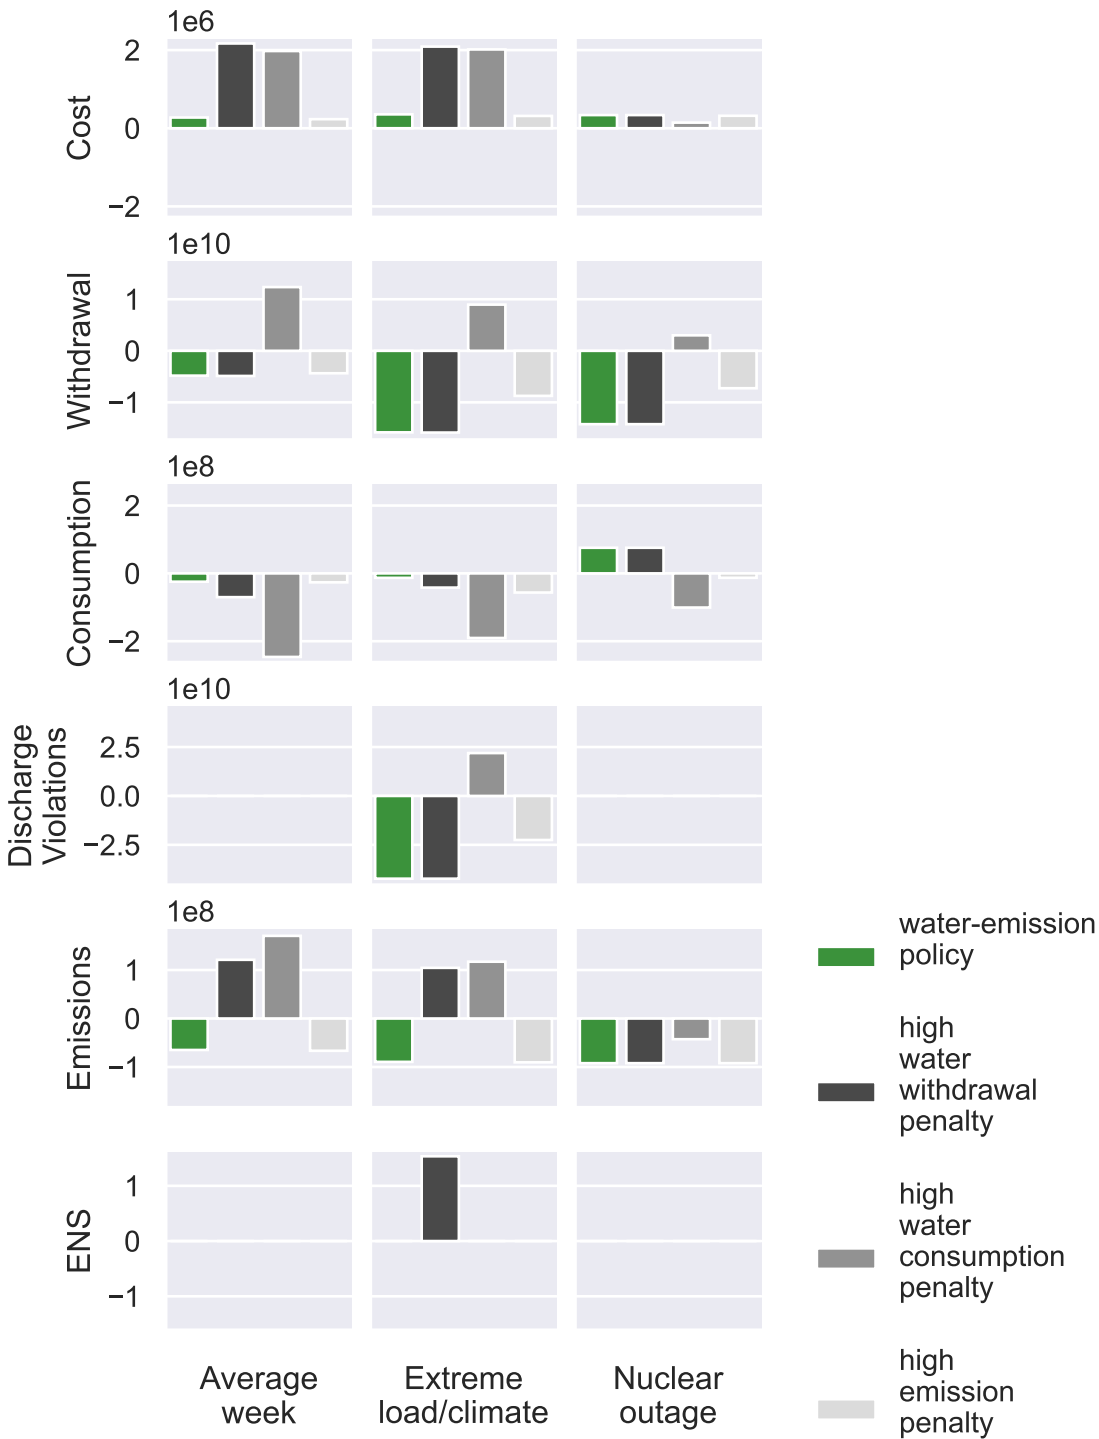 1e6
Cost
2
0
−2
1e10
Withdrawal
1
0
−1
1e8
Consumption
2
0
−2
1e10
Discharge
Violations
2.5
0.0
−2.5
1e8
Emissions
1
0
−1
ENS
1
0
−1
Average
week
Extreme
load/climate
Nuclear
outage
water-emission
policy
high
water
withdrawal
penalty
high
water
consumption
penalty
high
emission
penalty